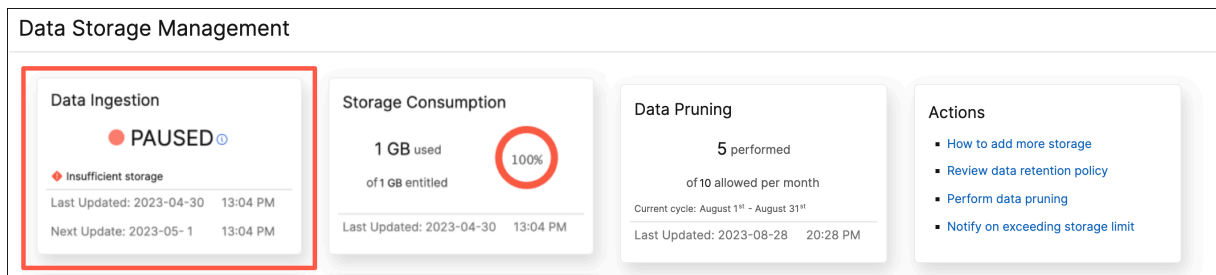 Data Storage Management
Data Ingestion
PAUSED
Insufficient storage
Last Updated: 2023-04-30 13:04 PM
Next Update: 2023-05- 1 13:04 PM
Storage Consumption
1 GB used
of 1 GB entitled
100%
Last Updated: 2023-04-30 13:04 PM
Data Pruning
5 performed
of 10 allowed per month
Current cycle: August 1st - August 31st
Last Updated: 2023-08-28 20:28 PM
Actions
How to add more storage
Review data retention policy
Perform data pruning
Notify on exceeding storage limit